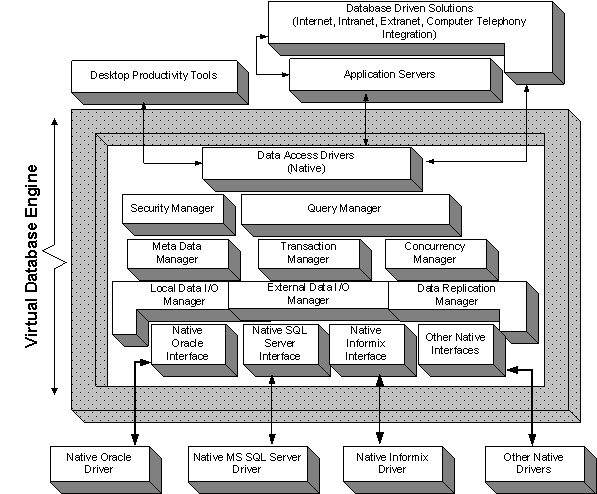 Database Driven Solutions
(Internet, Intranet, Extranet, Computer Telephony
Integration)
Desktop Productivity Tools
Application Servers
Virtual Database Engine
Data Access Drivers
(Native)
Security Manager
Query Manager
Meta Data
Manager
Transaction
Manager
Concurrency
Manager
Local Data I/O
Manager
External Data I/O
Manager
Data Replication
Manager
Native
Oracle
Interface
Native SQL
Server
Interface
Native
Informix
Interface
Other Native
Interfaces
Native Oracle
Driver
Native MS SQL Server
Driver
Native Informix
Driver
Other Native
Drivers